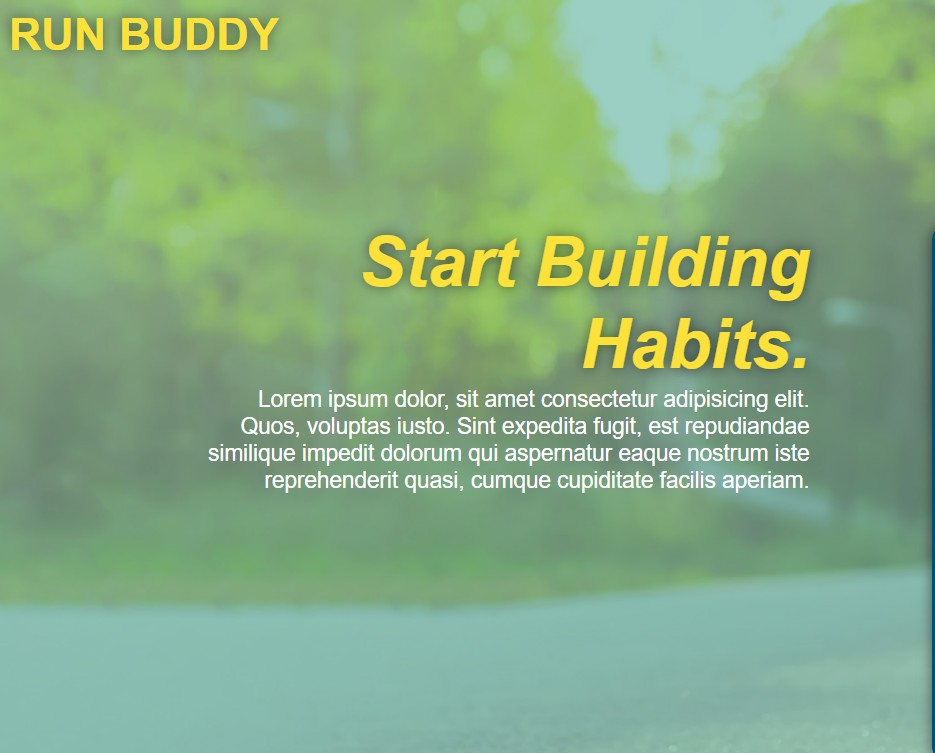 RUN BUDDY
Start Building
Habits.
Lorem ipsum dolor, sit amet consectetur adipisicing elit.
Quos, voluptas iusto. Sint expedita fugit, est repudiandae
similique impedit dolorum qui aspernatur eaque nostrum iste
reprehenderit quasi, cumque cupiditate facilis aperiam.